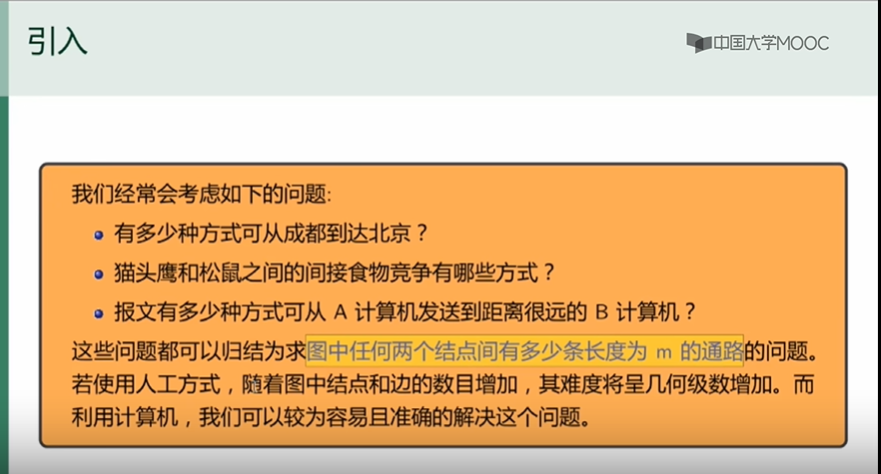 引入
中国大学MOOC
我们经常会考虑如下的问题:
有多少种方式可从成都到达北京？
猫头鹰和松鼠之间的间接食物竞争有哪些方式？
报文有多少种方式可从 A 计算机发送到距离很远的 B 计算机？
这些问题都可以归结为求图中任何两个结点间有多少条长度为 m 的通路的问题。
若使用人工方式，随着图中结点和边的数目增加，其难度将呈几何级数增加。而
利用计算机，我们可以较为容易且准确的解决这个问题。